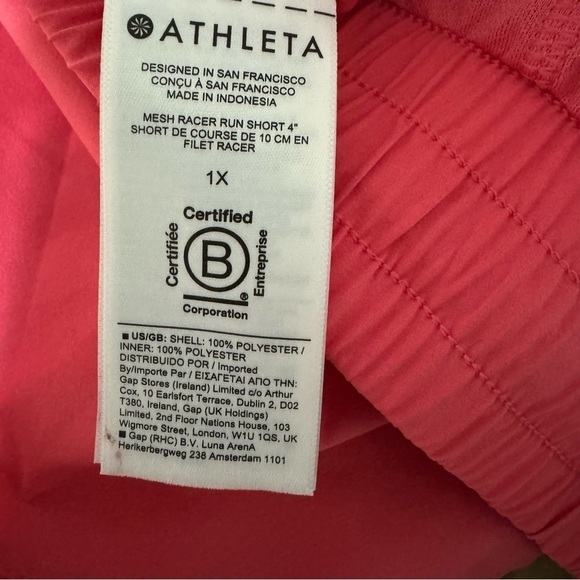 ATHLETA
DESIGNED IN SAN FRANCISCO
CONÇU À SAN FRANCISCO
MADE IN INDONESIA
MESH RACER RUN SHORT 4"
SHORT DE COURSE DE 10 CM EN
FILET RACER
1X
Certified
Certifiée
B
Entreprise
®
Corporation
■ US/GB: SHELL: 100% POLYESTER /
INNER: 100% POLYESTER
DISTRIBUIDO POR / Imported
By/Importe Par / ΕΙΣΑΓΕΤΑΙ ΑΠΟ ΤΗΝ:
Gap Stores (Ireland) Limited c/o Arthur
Cox, 10 Earlsfort Terrace, Dublin 2, D02
T380, Ireland, Gap (UK Holdings)
Limited, 2nd Floor Nations House, 103
Wigmore Street, London, W1U 1QS, UK
■ Gap (RHC) B.V. Luna ArenA
Herikerbergweg 238 Amsterdam 1101